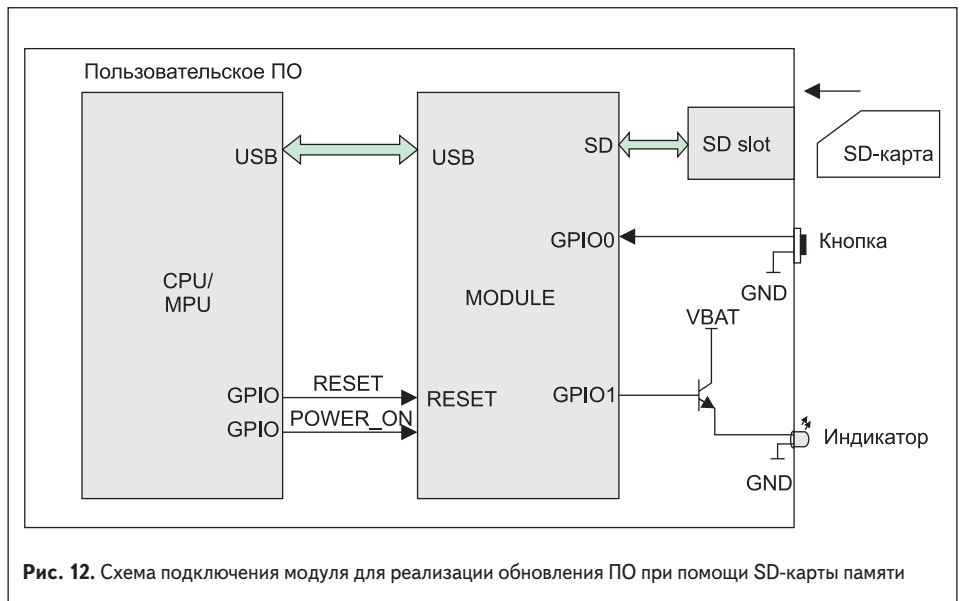 Пользовательское ПО
USB
USB
SD
SD slot
SD-карта
GPIO0
Кнопка
GND
CPU/
MPU
MODULE
VBAT
GPIO
RESET
RESET
GPIO1
GPIO
POWER_ON
Индикатор
GND
Рис. 12. Схема подключения модуля для реализации обновления ПО при помощи SD-карты памяти